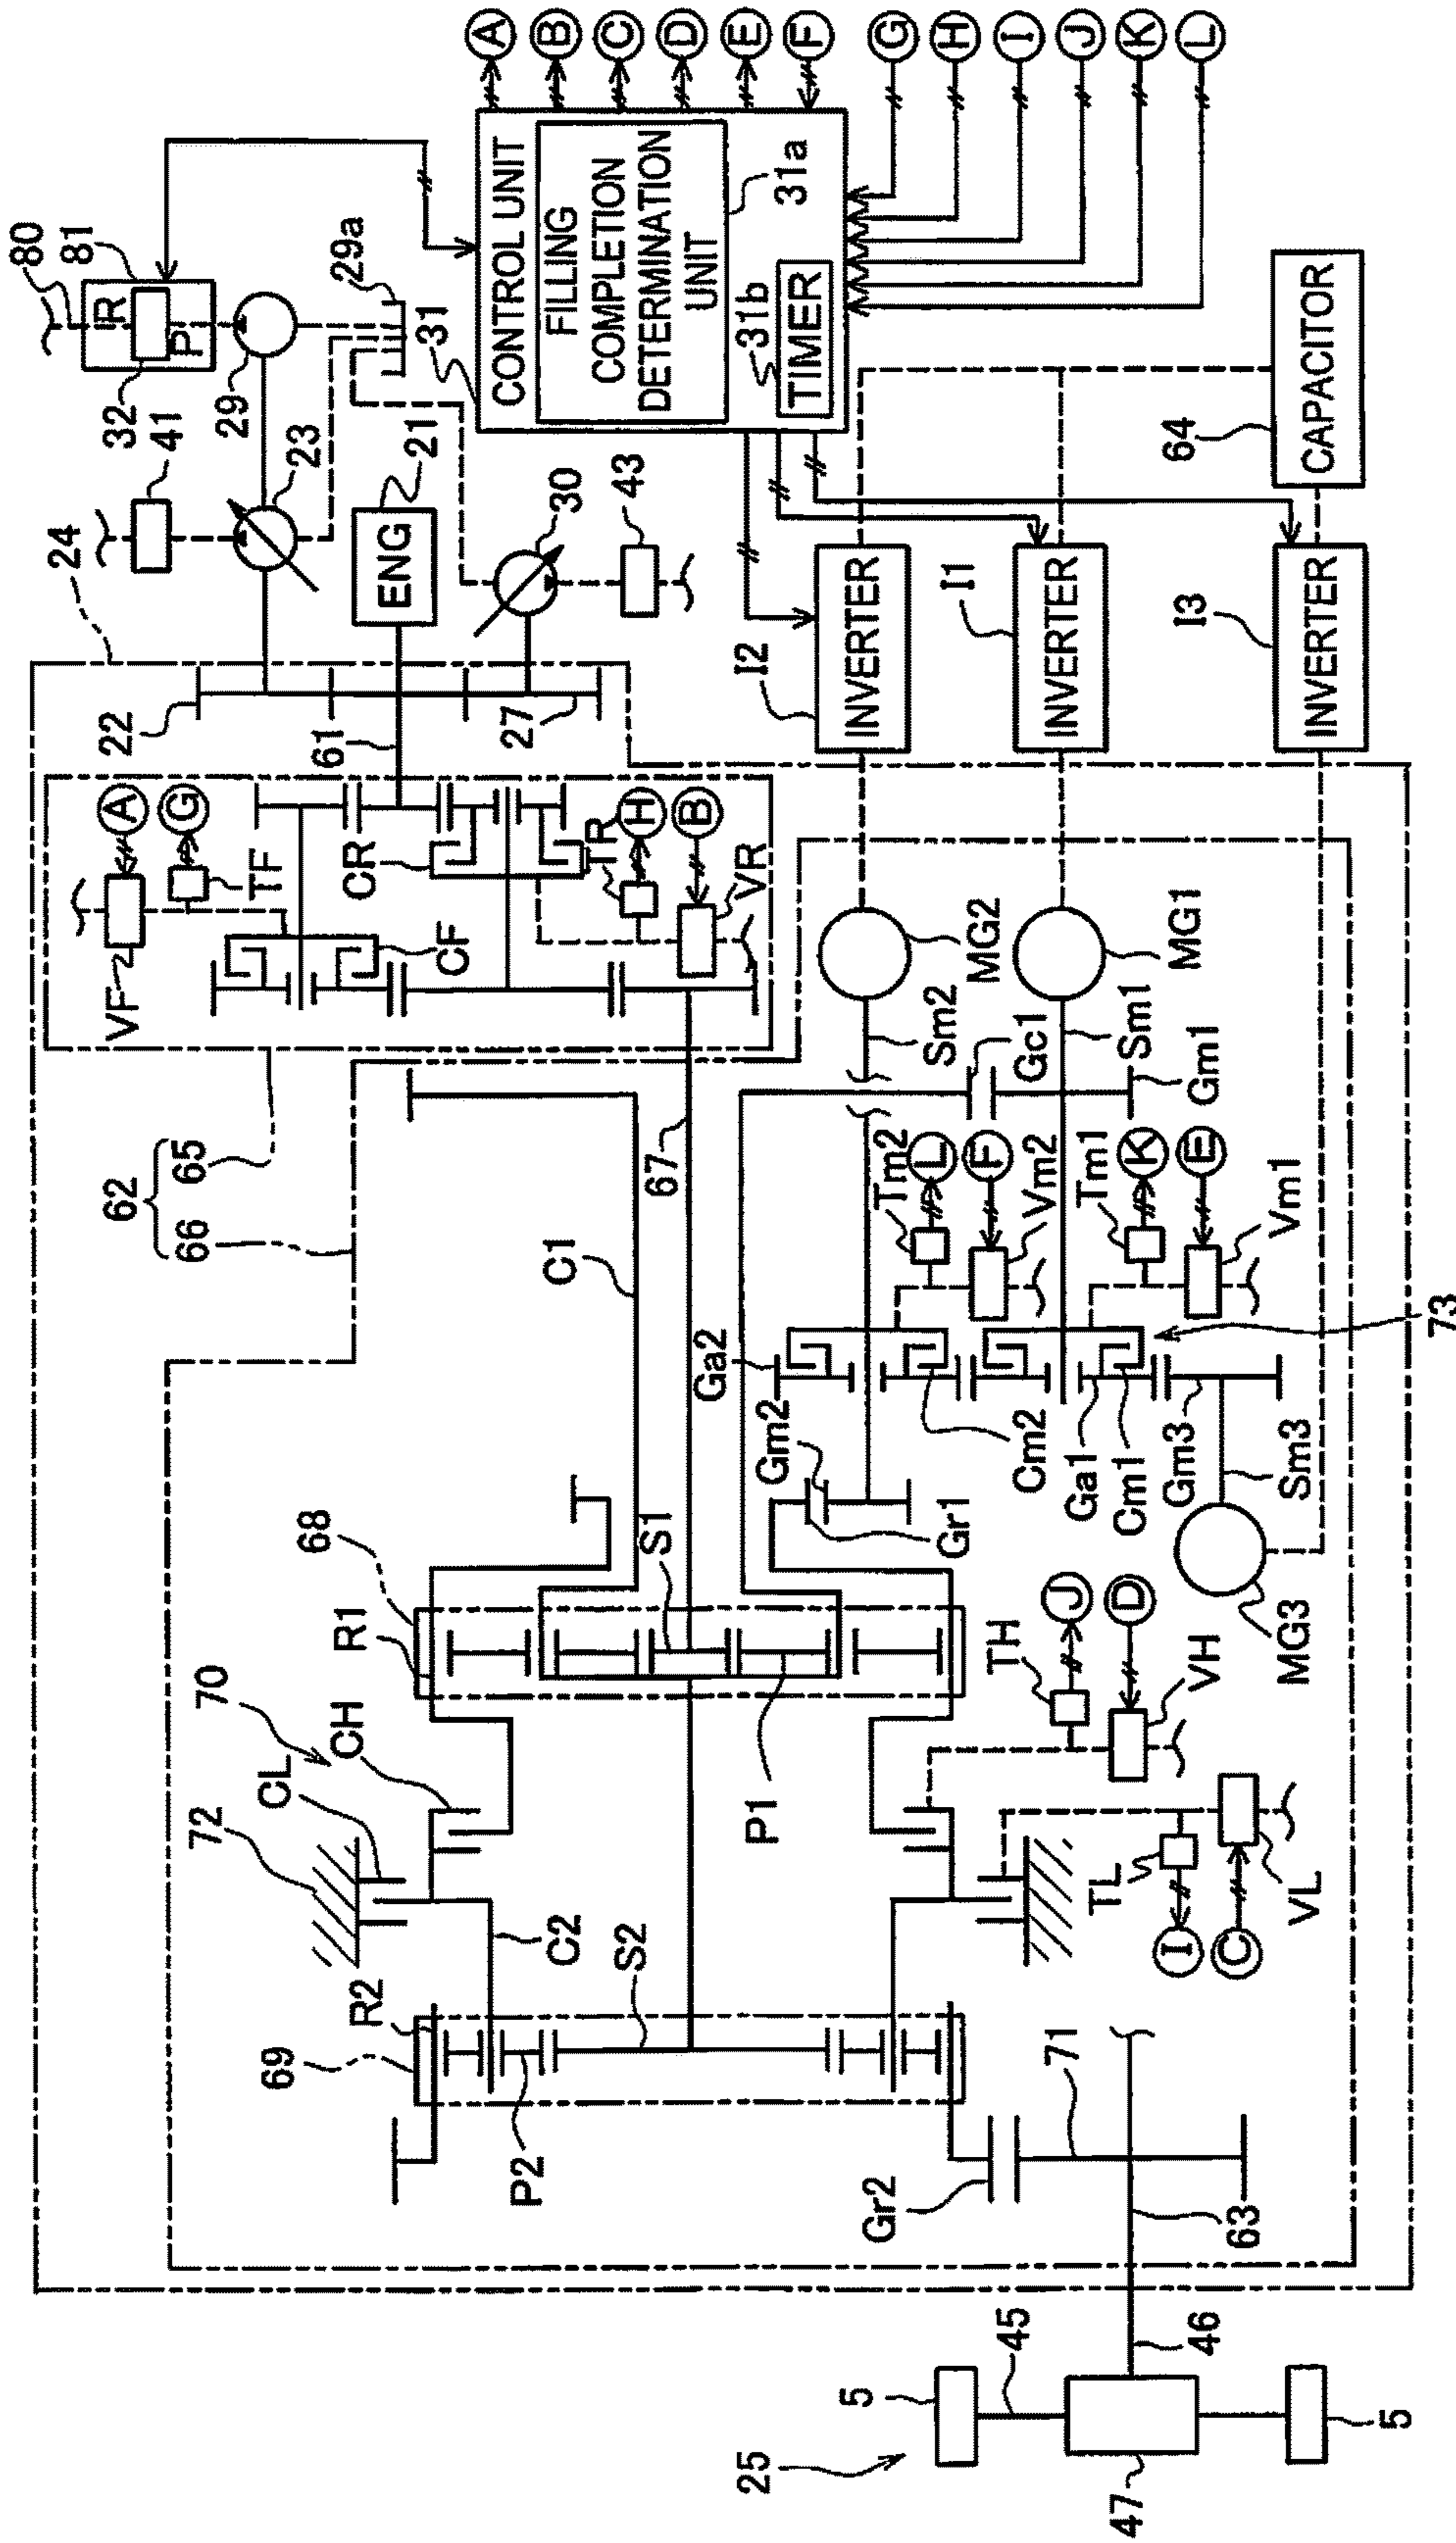 80
81
IR
P
32
41
29
23
29a
31
24
22
61
27
21
ENG
30
43
CONTROL UNIT
FILLING
COMPLETION
DETERMINATION
UNIT
31a
31b
TIMER
A
B
C
D
E
F
G
H
I
J
K
L
64
CAPACITOR
I2
INVERTER
I1
INVERTER
I3
INVERTER
62
65
66
VF
A
G
TF
CF
CR
TR
H
B
VR
67
C1
MG2
Sm2
MG1
Sm1
Gc1
Gm1
Tm2
L
F
Vm2
Tm1
K
E
Vm1
73
Ga2
Gm2
Cm2
Ga1
Cm1
Gm3
Sm3
MG3
Gr1
68
R1
S1
P1
70
CH
CL
72
TH
J
D
VH
TL
I
C
VL
C2
S2
R2
69
P2
Gr2
71
63
46
45
5
5
25
47